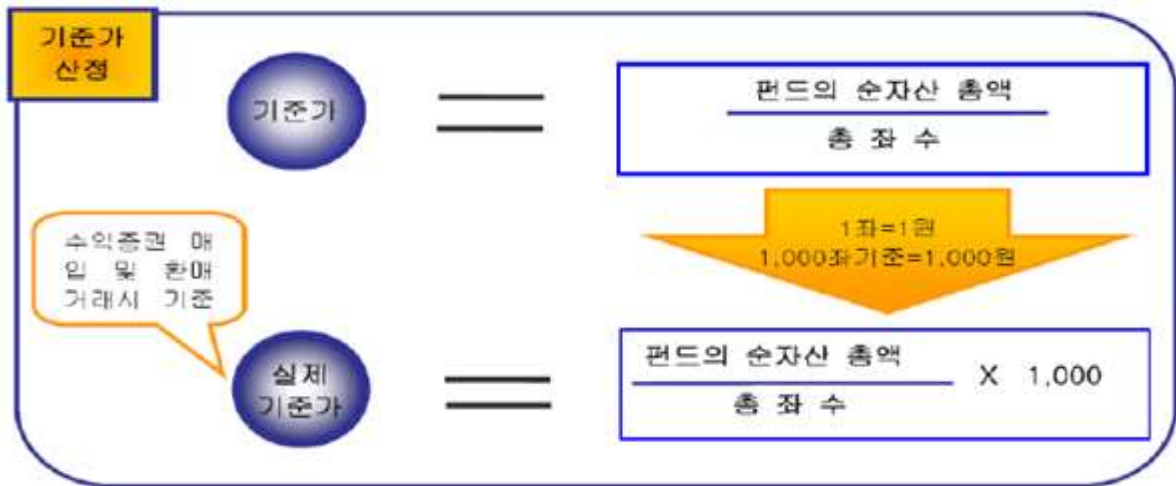 기준가
산정
기준가
펀드의 순자산 총액
총 좌 수
1좌=1원
1,000좌기준=1,000원
수익증권 매
입 및 환매
거래시 기준
실제
기준가
펀드의 순자산 총액
총 좌 수
X 1,000